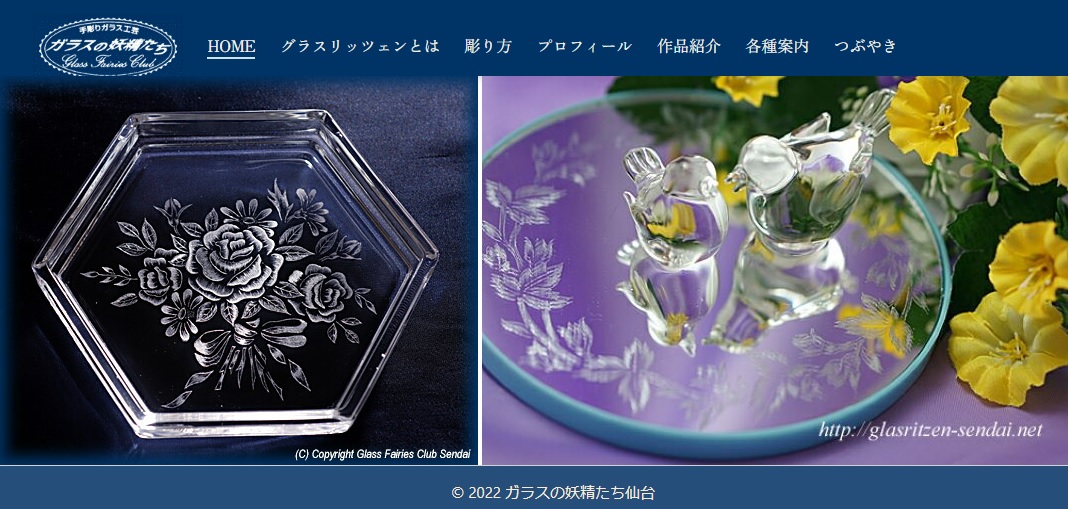 手彫りガラス工芸
ガラスの妖精たち
Glass Fairies Club
HOME グラスリッツェンとは 彫り方 プロフィール 作品紹介 各種案内 つぶやき
(C) Copyright Glass Fairies Club Sendai
http://glasritzen-sendai.net
© 2022 ガラスの妖精たち仙台